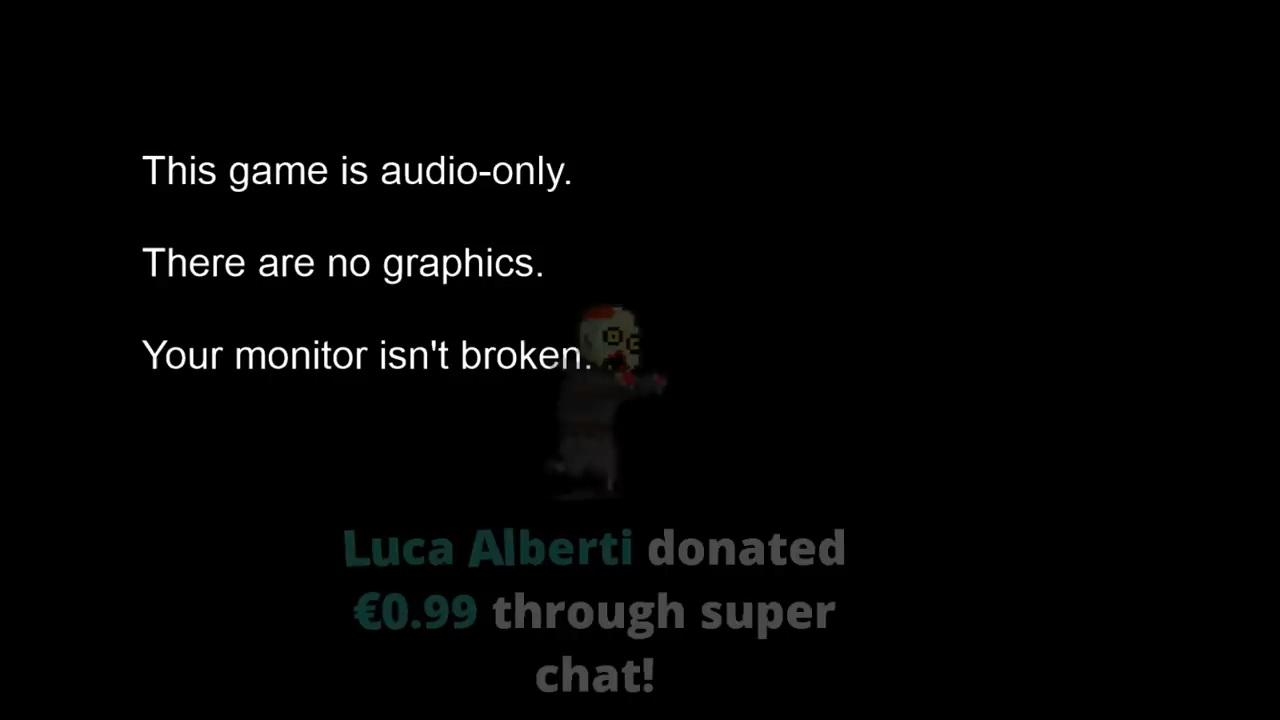 This game is audio-only.
There are no graphics.
Your monitor isn't broken.
Luca Alberti donated
€0.99 through super
chat!